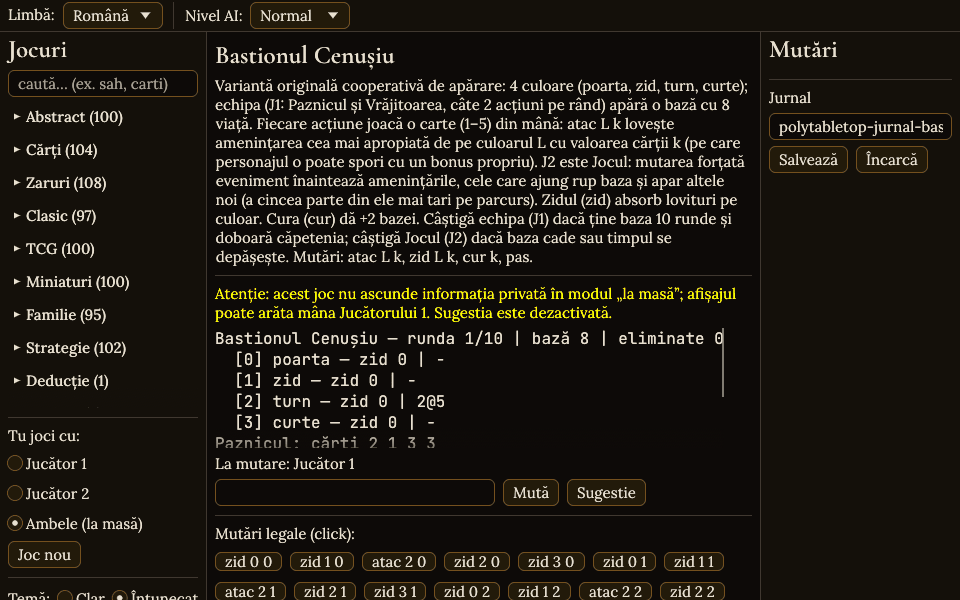 Limbă: Română Nivel AI: Normal
Jocuri
caută... (ex. sah, carti)
Abstract (100)
Cărți (104)
Zaruri (108)
Clasic (97)
TCG (100)
Miniaturi (100)
Familie (95)
Strategie (102)
Deducție (1)
Tu joci cu:
Jucător 1
Jucător 2
Ambele (la masă)
Joc nou
Temă: Clar Întunecat
Bastionul Cenușiu
Variantă originală cooperativă de apărare: 4 culoare (poarta, zid, turn, curte);
echipa (J1: Paznicul și Vrăjitoarea, câte 2 acțiuni pe rând) apără o bază cu 8
viață. Fiecare acțiune joacă o carte (1–5) din mână: atac L k lovește
amenințarea cea mai apropiată de pe culoarul L cu valoarea cărții k (pe care
personajul o poate spori cu un bonus propriu). J2 este Jocul: mutarea forțată
eveniment înaintează amenințările, cele care ajung rup baza și apar altele
noi (a cincea parte din ele mai tari pe parcurs). Zidul (zid) absorb lovituri pe
culoar. Cura (cur) dă +2 bazei. Câștigă echipa (J1) dacă ține baza 10 runde și
doboară căpetenia; câștigă Jocul (J2) dacă baza cade sau timpul se
depășește. Mutări: atac L k, zid L k, cur k, pas.
Atenție: acest joc nu ascunde informația privată în modul „la masă”; afișajul
poate arăta mâna Jucătorului 1. Sugestia este dezactivată.
Bastionul Cenușiu — runda 1/10 | bază 8 | eliminate 0
[0] poarta — zid 0 | -
[1] zid — zid 0 | -
[2] turn — zid 0 | 2@5
[3] curte — zid 0 | -
Paznicul: cărți 2 1 3 3
La mutare: Jucător 1
Mută Sugestie
Mutări legale (click):
zid 0 0 zid 1 0 atac 2 0 zid 2 0 zid 3 0 zid 0 1 zid 1 1
atac 2 1 zid 2 1 zid 3 1 zid 0 2 zid 1 2 atac 2 2 zid 2 2
Mutări
Jurnal
polytabletop-jurnal-bas
Salvează Încarcă